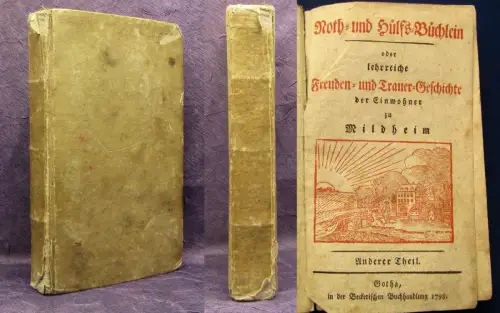 Noth- und Hülfs-Büchlein
oder
lehrreiche
Freuden- und Trauer-Geschichte
der Einwohner
zu
Mildheim
Anderer Theil.
Gotha,
in der Beckerischen Buchhandlung 1798.